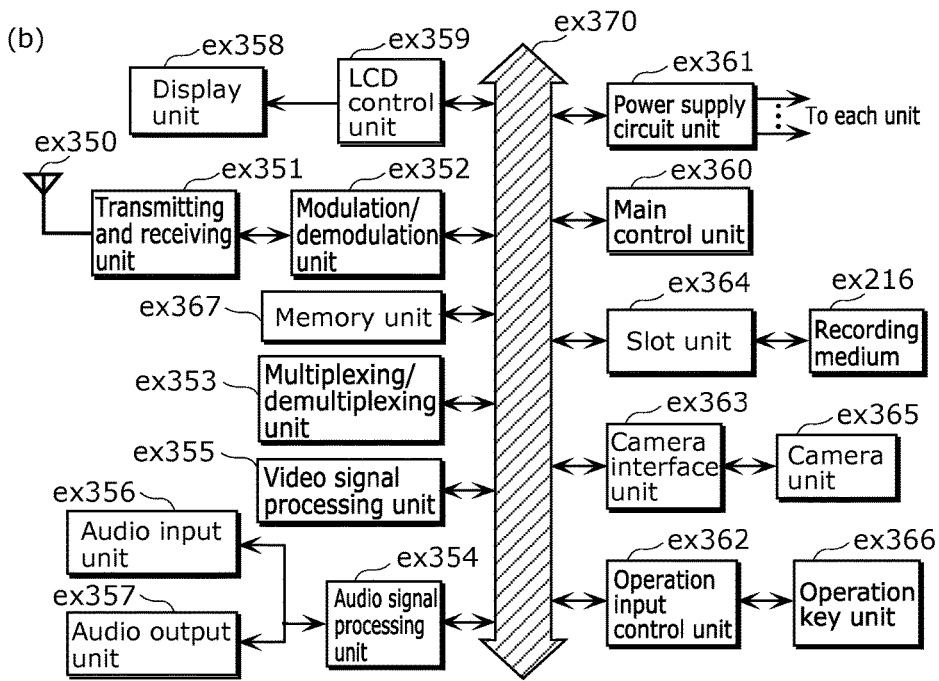 (b)
ex370
ex358
Display
unit
ex359
LCD
control
unit
ex361
Power supply
circuit unit
To each unit
ex350
ex351
Transmitting
and receiving
unit
ex352
Modulation/
demodulation
unit
ex360
Main
control unit
ex367
Memory unit
ex364
Slot unit
ex216
Recording
medium
ex353
Multiplexing/
demultiplexing
unit
ex363
Camera
interface
unit
ex365
Camera
unit
ex355
Video signal
processing unit
ex356
Audio input
unit
ex357
Audio output
unit
ex354
Audio signal
processing
unit
ex362
Operation
input
control unit
ex366
Operation
key unit